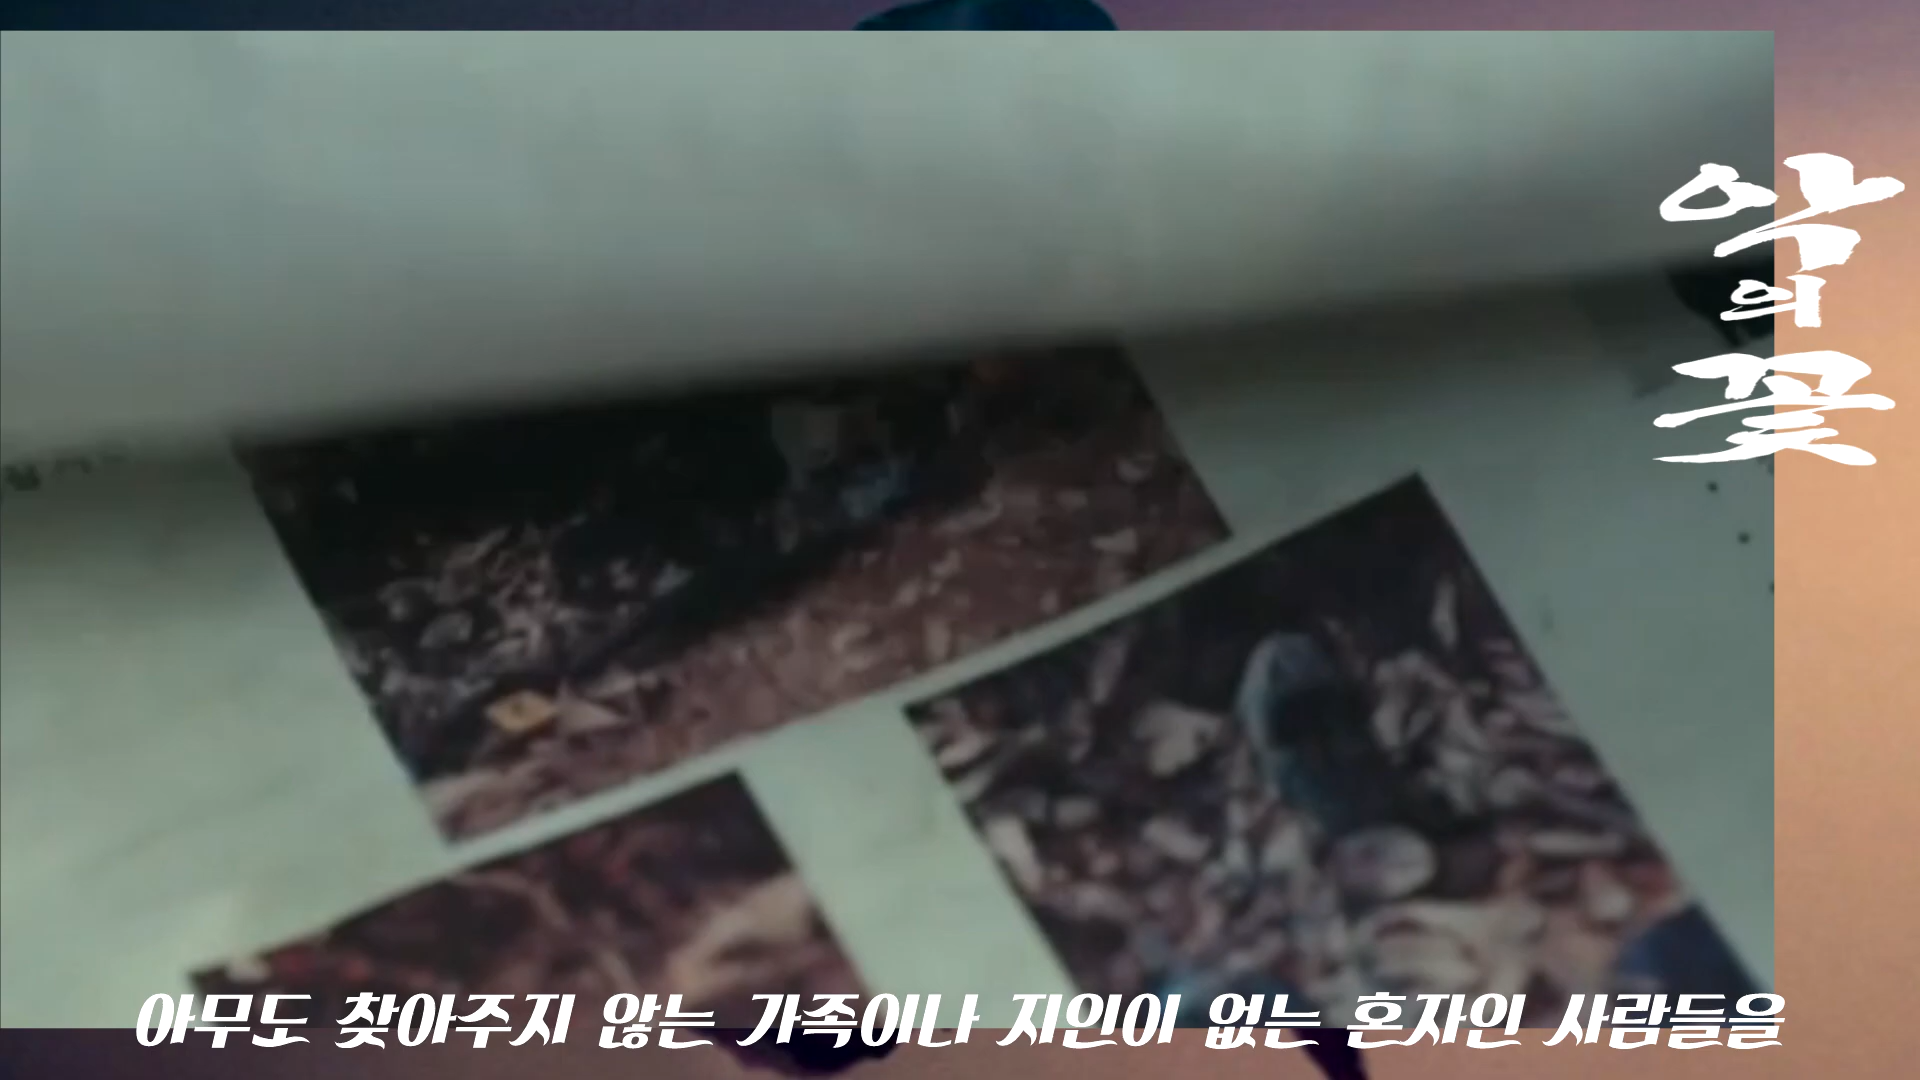 악
의
꽃
아무도 찾아주지 않는 가족이나 지인이 없는 혼자인 사람들을